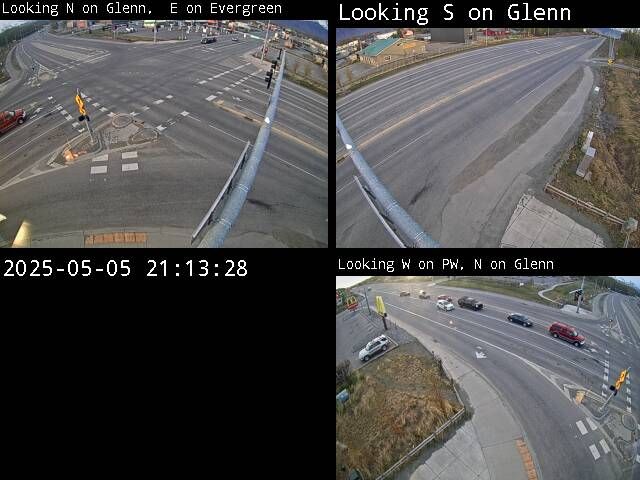 Looking N on Glenn,  E on Evergreen
Looking S on Glenn
2025-05-05 21:13:28
Looking W on PW, N on Glenn